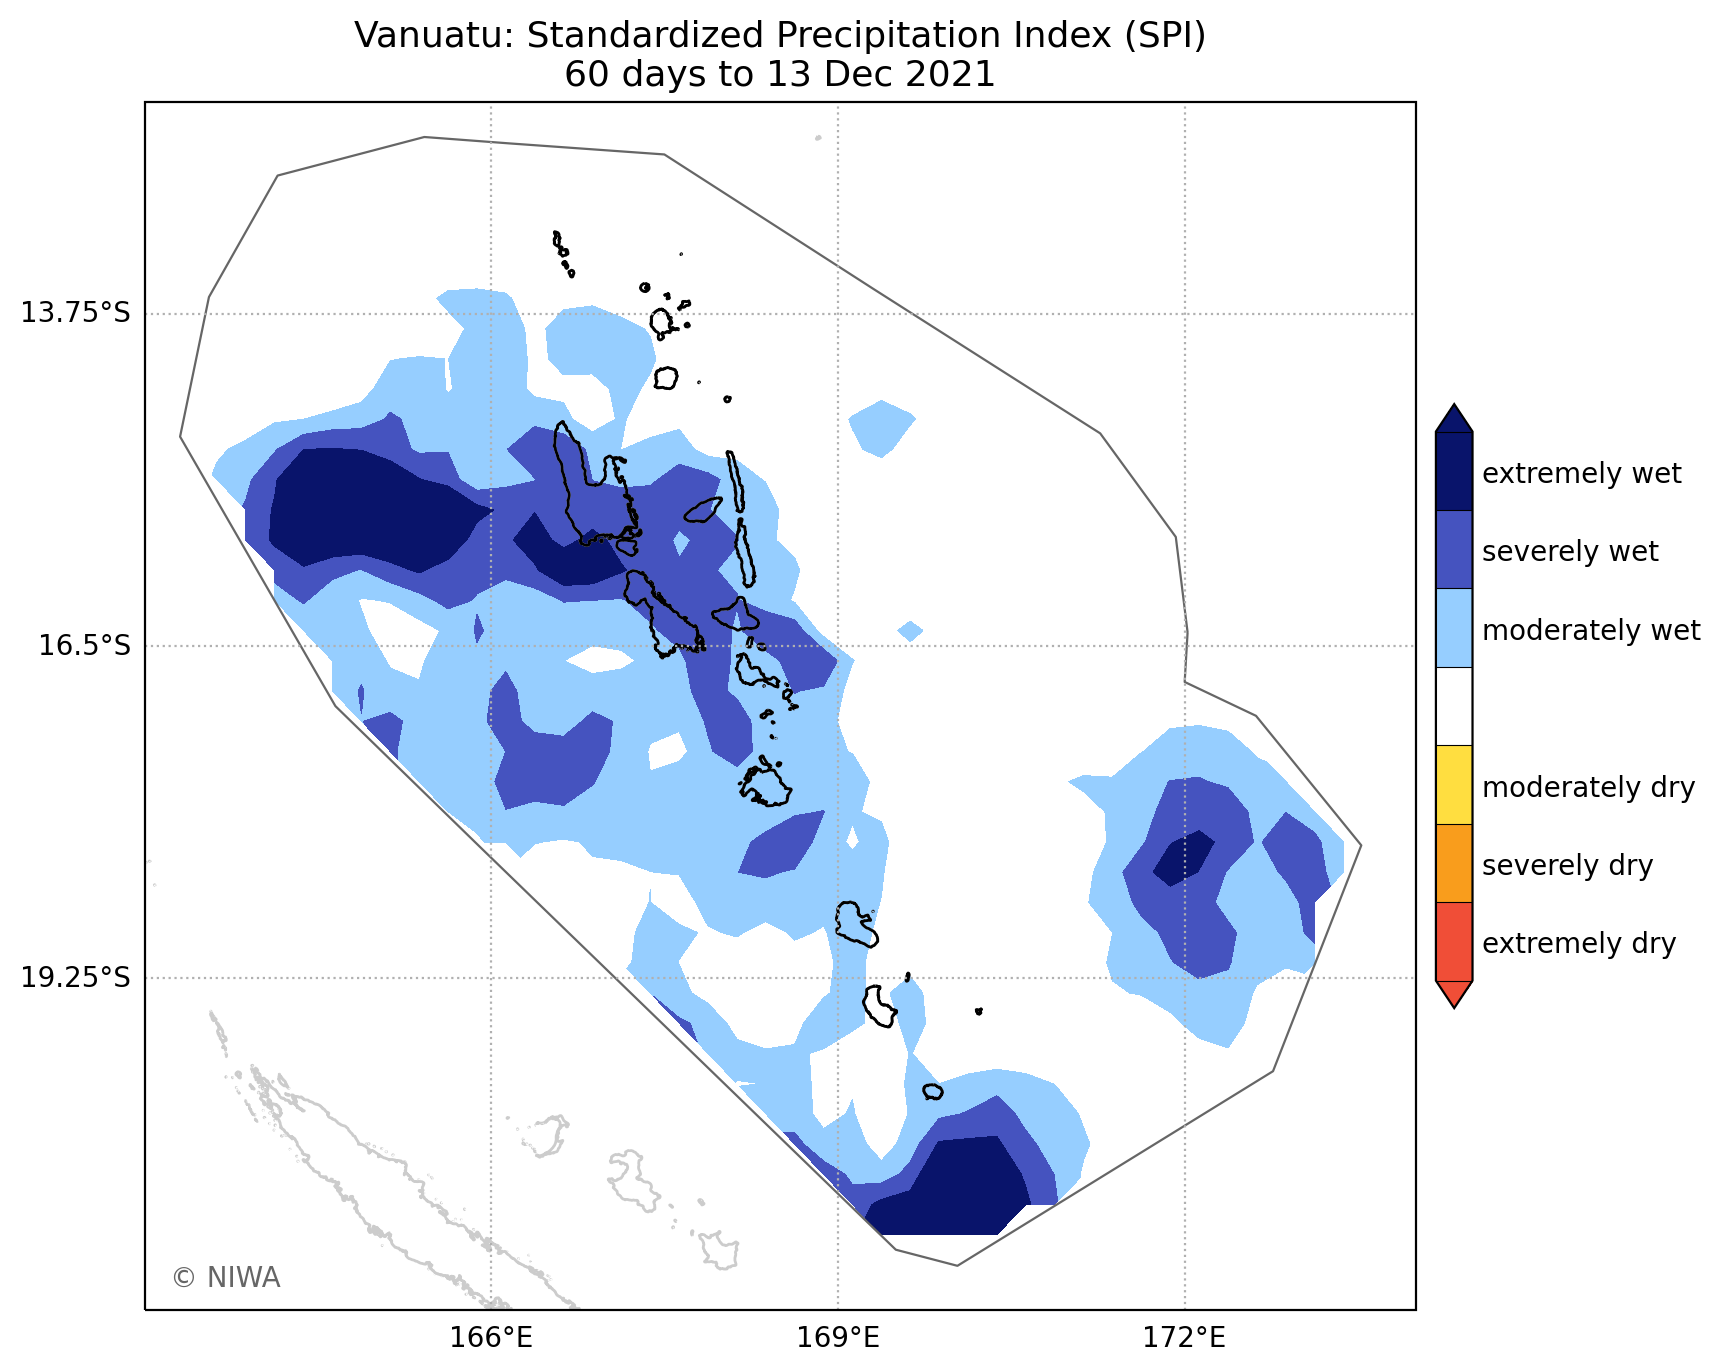 Vanuatu: Standardized Precipitation Index (SPI)
60 days to 13 Dec 2021
13.75°S
16.5°S
19.25°S
166°E
169°E
172°E
extremely wet
severely wet
moderately wet
moderately dry
severely dry
extremely dry
© NIWA